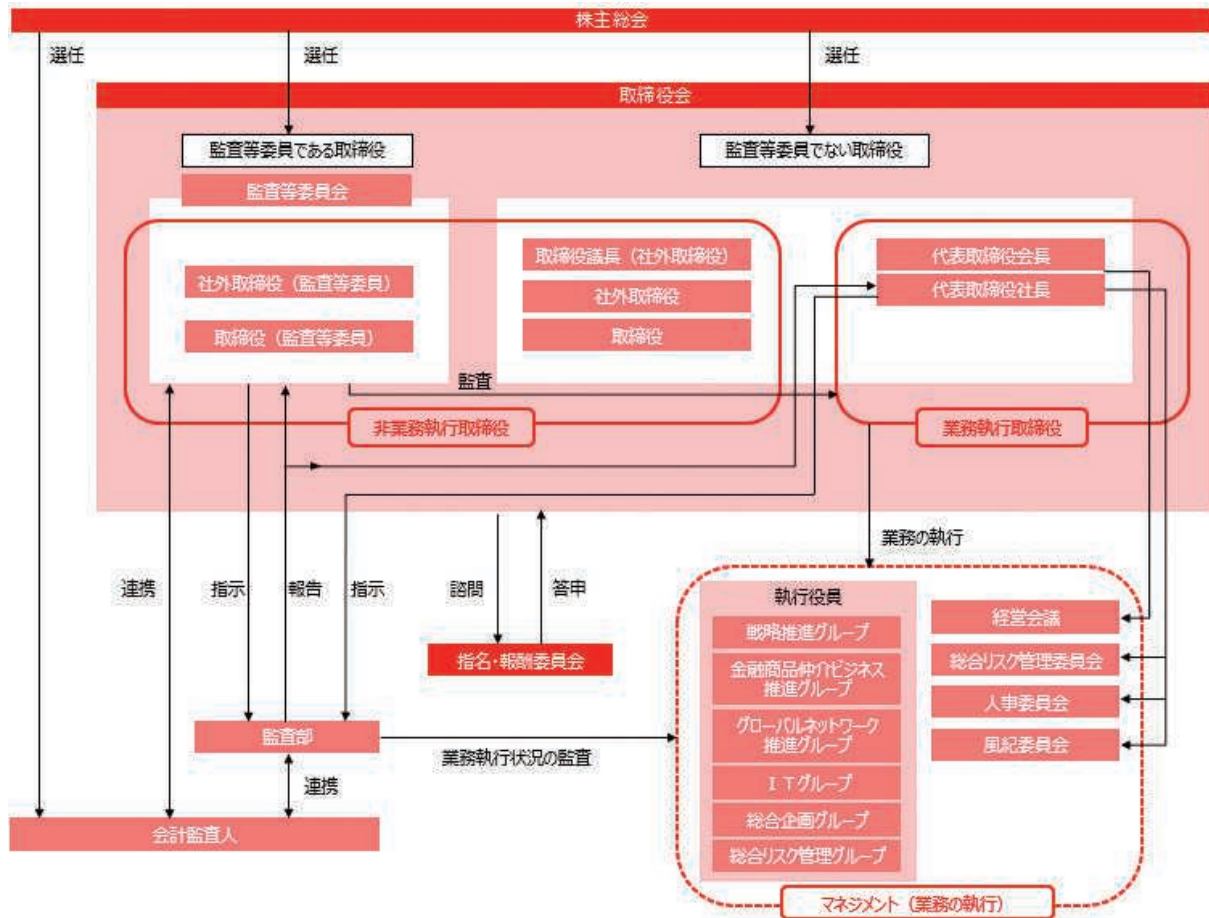 株主総会
選任
選任
選任
取締役会
監査等委員である取締役
監査等委員でない取締役
監査等委員会
社外取締役（監査等委員）
取締役（監査等委員）
取締役議長（社外取締役）
社外取締役
取締役
代表取締役会長
代表取締役社長
監査
非業務執行取締役
業務執行取締役
業務の執行
連携
指示
報告
指示
諮問
答申
指名・報酬委員会
監査部
業務執行状況の監査
連携
会計監査人
執行役員
戦略推進グループ
金融商品仲介ビジネス
推進グループ
グローバルネットワーク
推進グループ
ＩＴグループ
総合企画グループ
総合リスク管理グループ
経営会議
総合リスク管理委員会
人事委員会
風紀委員会
マネジメント（業務の執行）